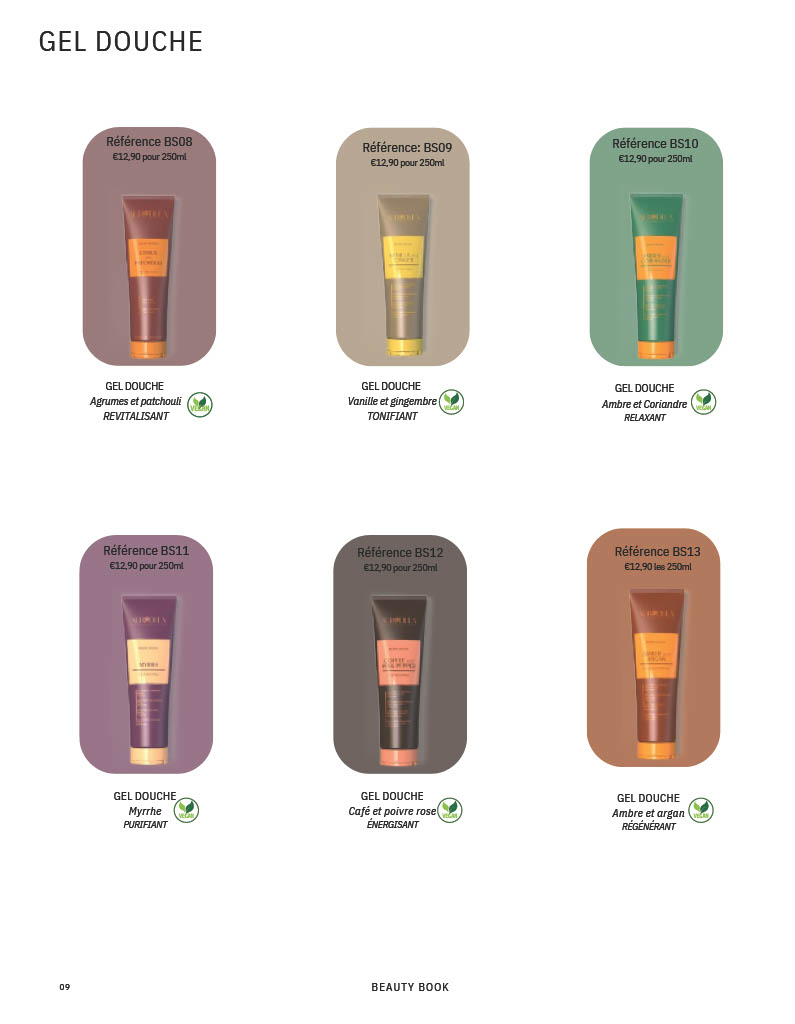 GEL DOUCHE
Référence BS08
€12,90 pour 250ml
GEL DOUCHE
Agrumes et patchouli
REVITALISANT
VEGAN
Référence: BS09
€12,90 pour 250ml
GEL DOUCHE
Vanille et gingembre
TONIFIANT
VEGAN
Référence BS10
€12,90 pour 250ml
GEL DOUCHE
Ambre et Coriandre
RELAXANT
VEGAN
Référence BS11
€12,90 pour 250ml
MYRRH
GEL DOUCHE
Myrrhe
PURIFIANT
VEGAN
Référence BS12
€12,90 pour 250ml
GEL DOUCHE
Café et poivre rose
ÉNERGISANT
VEGAN
Référence BS13
€12,90 les 250ml
GEL DOUCHE
Ambre et argan
RÉGÉNÉRANT
VEGAN
09
BEAUTY BOOK